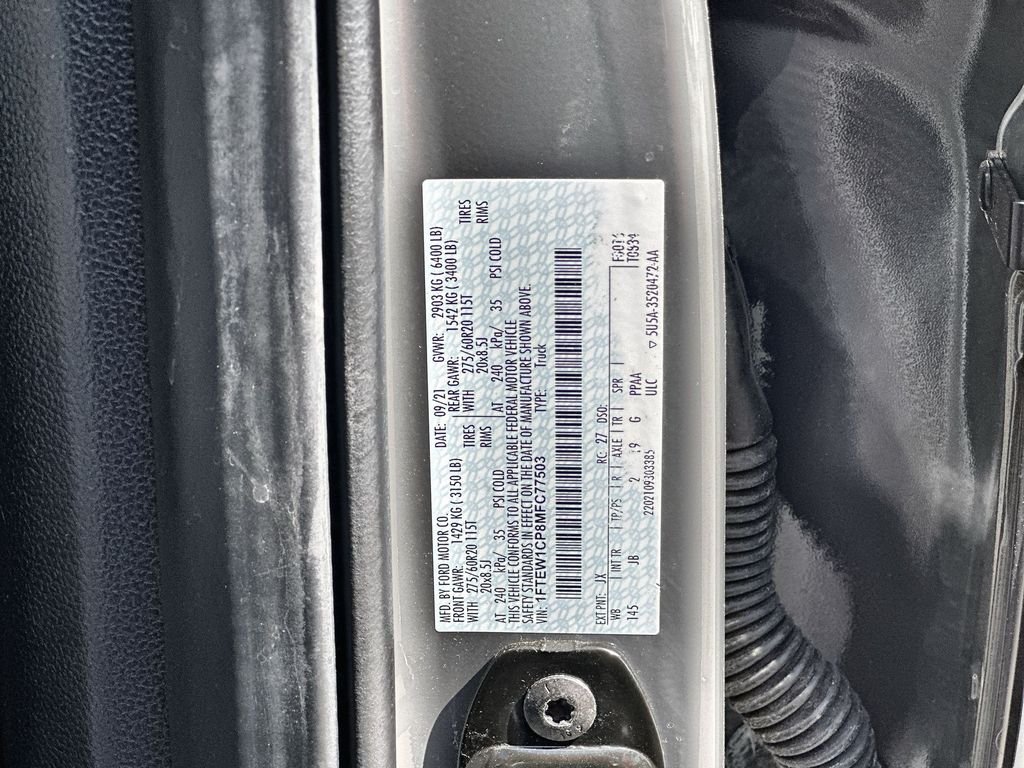 MFD. BY FORD MOTOR CO.
DATE: 09/21 GVWR: 2903 KG ( 6400 LB)
FRONT GAWR: 1429 KG ( 3150 LB)
REAR GAWR: 1542 KG ( 3400 LB)
WITH 275/60R20 115T TIRES
WITH 275/60R20 115T TIRES
20x8.5J RIMS
20x8.5J RIMS
AT 240 kPa/ 35 PSI COLD
AT 240 kPa/ 35 PSI COLD
THIS VEHICLE CONFORMS TO ALL APPLICABLE FEDERAL MOTOR VEHICLE
SAFETY STANDARDS IN EFFECT ON THE DATE OF MANUFACTURE SHOWN ABOVE.
VIN: 1FTEW1CP8MFC77503 TYPE: Truck
EXT PNT: JX RC: 27 DSO:
WB INT TR TP/PS R AXLE TR SPR
145 JB 2 19 G PPAA
ULC
2202109303385
▽ 5U5A-3520472-AA